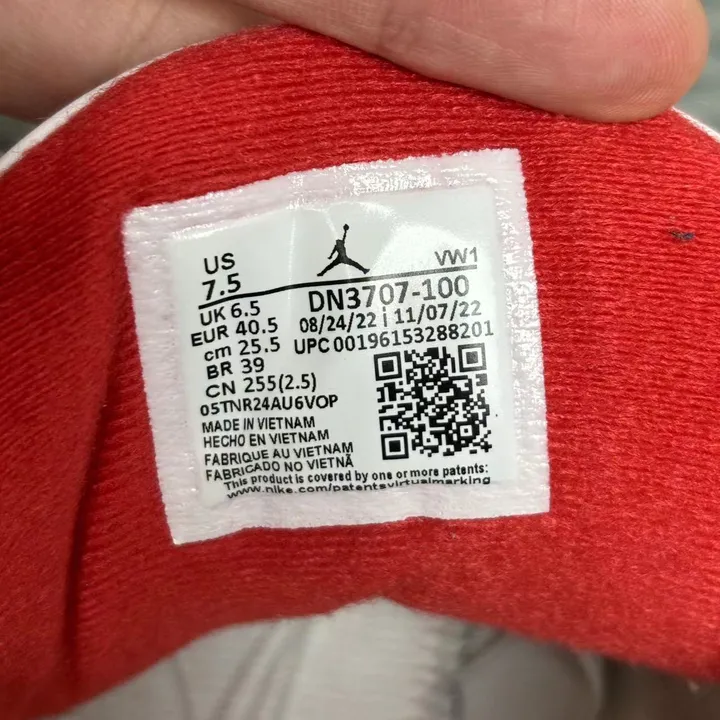 US
7.5
UK 6.5
EUR 40.5
cm 25.5
BR 39
CN 255(2.5)
05TNR24AU6VOP
VW1
DN3707-100
08/24/22 | 11/07/22
UPC 00196153288201
MADE IN VIETNAM
HECHO EN VIETNAM
FABRIQUE AU VIETNAM
FABRICADO NO VIETNÃ
This product is covered by one or more patents:
www.nike.com/patentsvirtualmarking